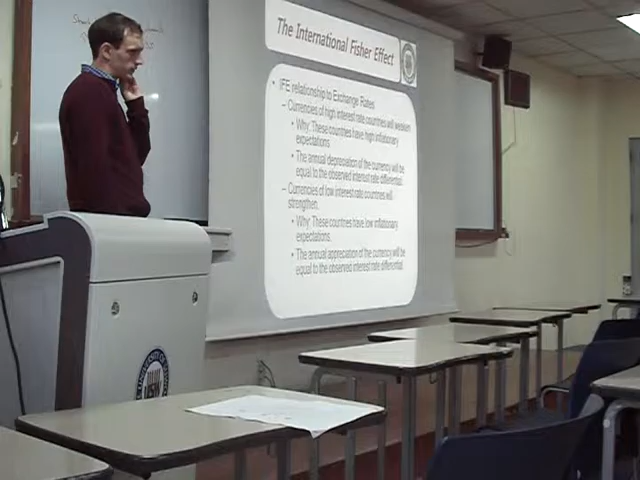 The International Fisher Effect
• IFE relationship to Exchange Rates
– Currencies of high interest rate countries will weaken
• Why: These countries have high inflationary
expectations
• The annual depreciation of the currency will be
equal to the observed interest rate differential.
– Currencies of low interest rate countries will
strengthen.
• Why: These countries have low inflationary
expectations.
• The annual appreciation of the currency will be
equal to the observed interest rate differential